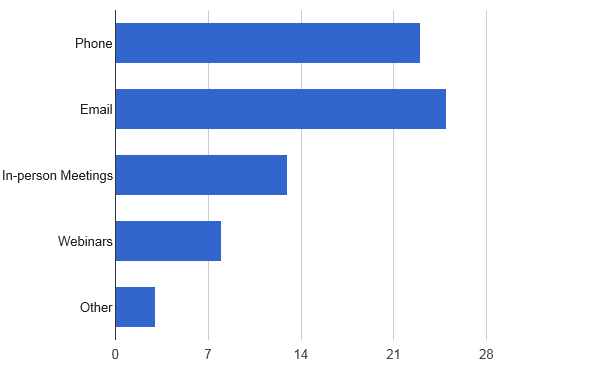 Phone
Email
In-person Meetings
Webinars
Other
0 7 14 21 28